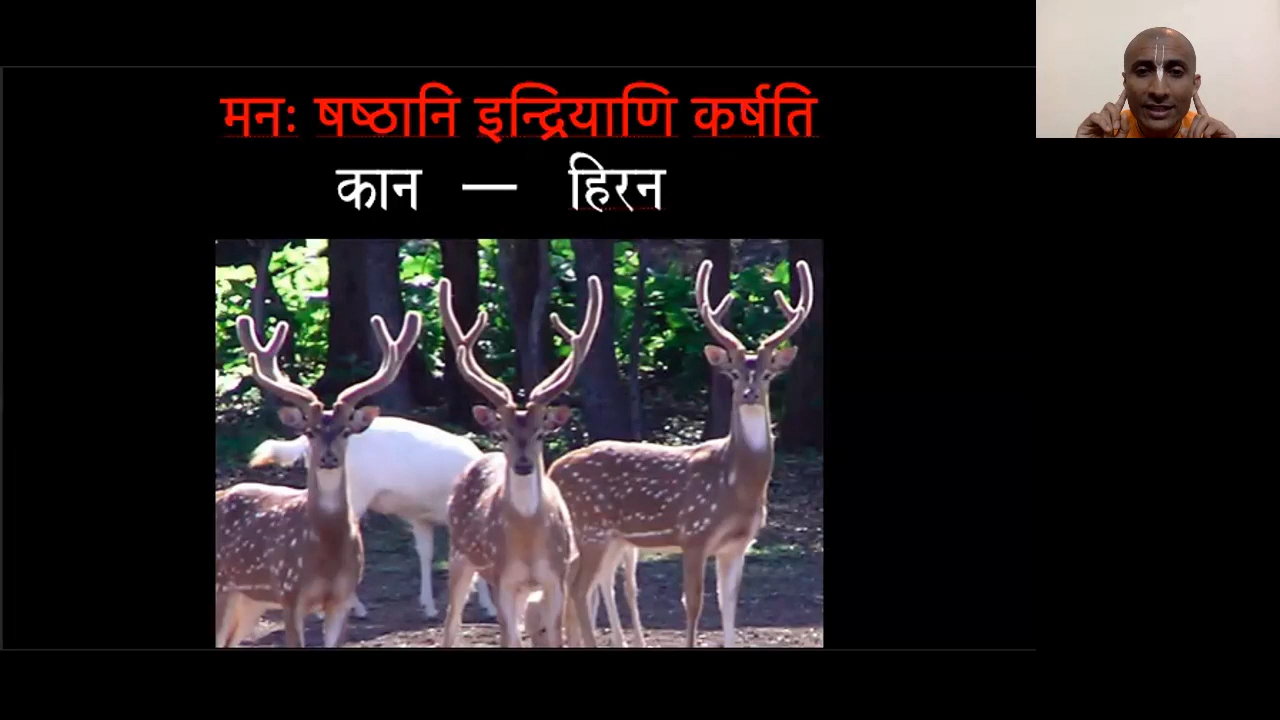 मनः षष्ठानि इन्द्रियाणि कर्षति
कान — हिरन